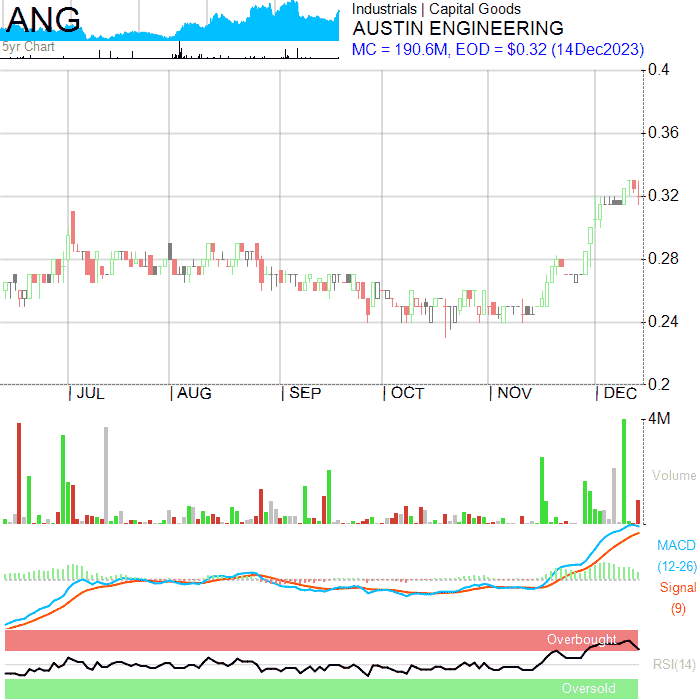 ANG
5yr Chart
Industrials | Capital Goods
AUSTIN ENGINEERING
MC = 190.6M, EOD = $0.32 (14Dec2023)
0.4
0.36
0.32
0.28
0.24
0.2
JUL AUG SEP OCT NOV DEC
4M
Volume
MACD
(12-26)
Signal
(9)
Overbought
RSI(14)
Oversold